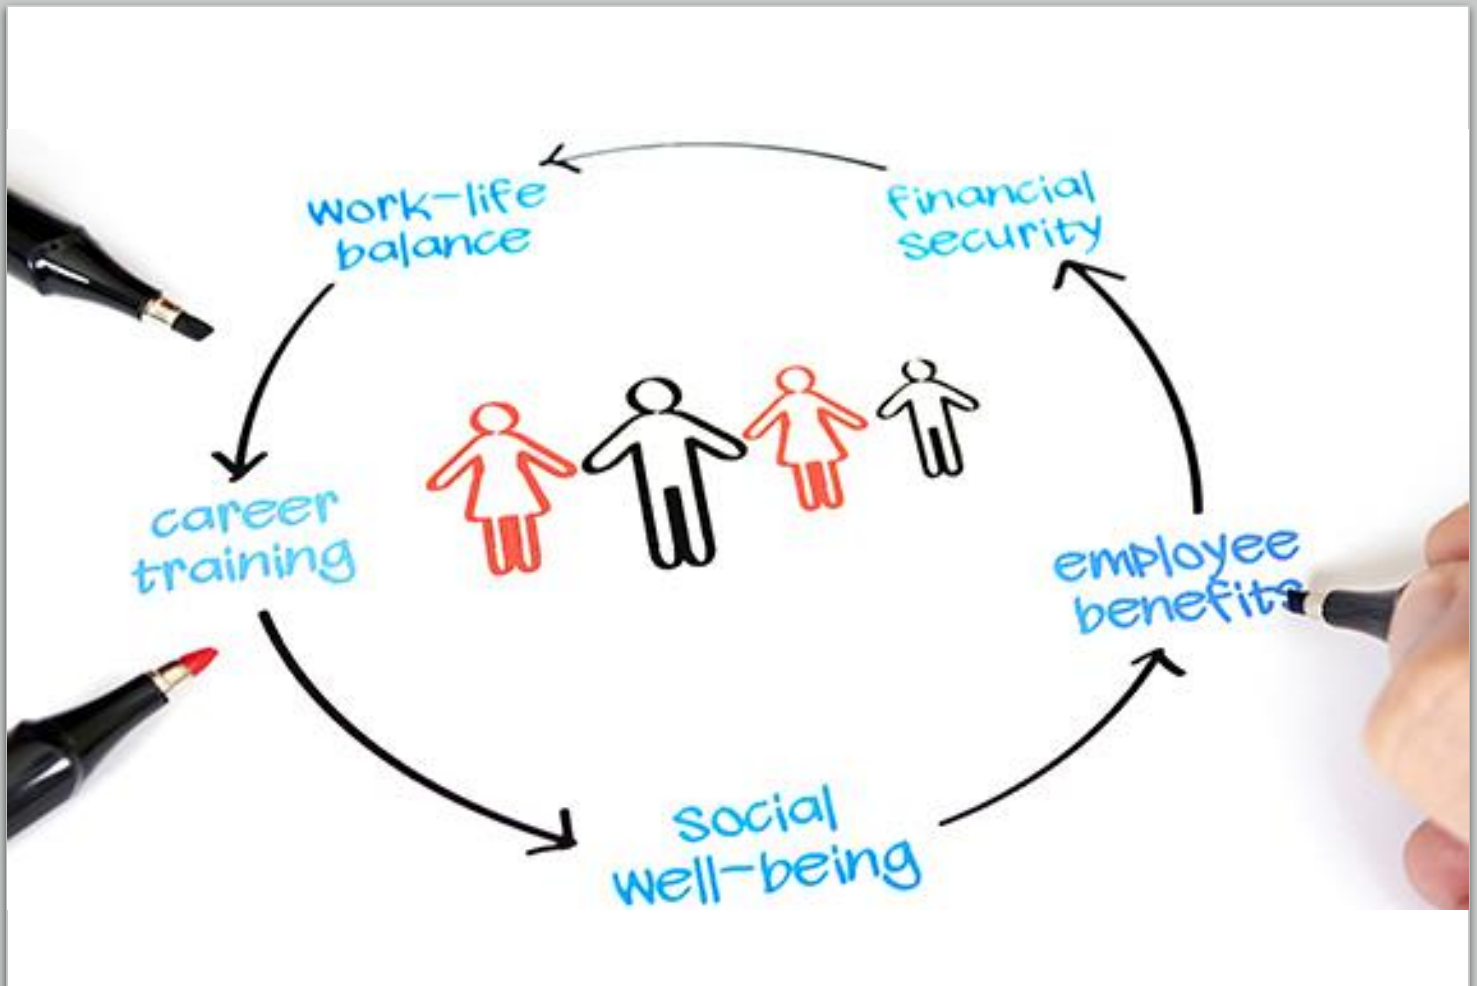 work-life
balance
financial
security
career
training
employee
benefits
social
well-being